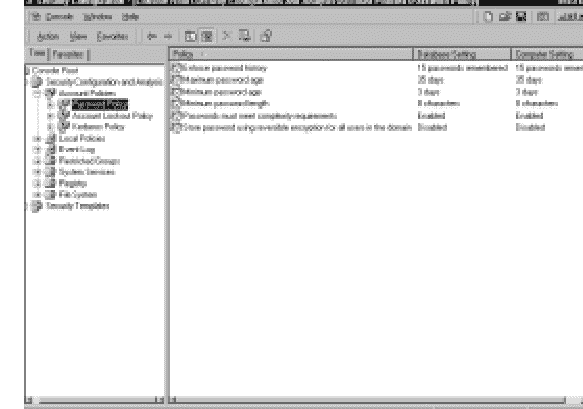 Console Window Help
Action View Favorites
Tree Favorites
Policy Database Setting Computer Setting
Console Root
Security Configuration and Analysis
Account Policies
Password Policy
Account Lockout Policy
Kerberos Policy
Local Policies
Event Log
Restricted Groups
System Services
Registry
File System
Security Templates
Enforce password history 15 passwords remembered 15 passwords remembered
Maximum password age 35 days 35 days
Minimum password age 3 days 3 days
Minimum password length 8 characters 8 characters
Passwords must meet complexity requirements Enabled Enabled
Store password using reversible encryption for all users in the domain Disabled Disabled